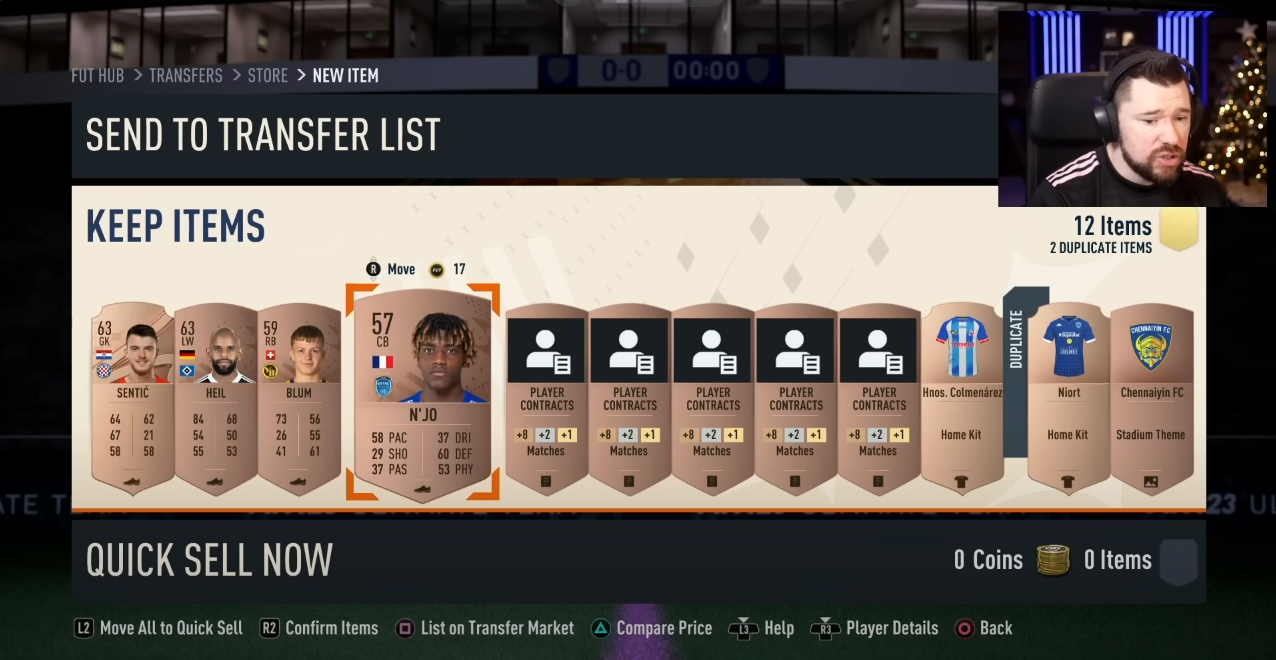 0-0 00:00
FUT HUB > TRANSFERS > STORE > NEW ITEM
SEND TO TRANSFER LIST
KEEP ITEMS
12 Items
2 DUPLICATE ITEMS
R Move FUT 17
63
GK
SENTIĆ
64 62
67 21
58 58
63
LW
HEIL
84 68
54 50
55 53
59
RB
BLUM
73 56
26 55
41 61
57
CB
N'JO
58 PAC 37 DRI
29 SHO 60 DEF
37 PAS 53 PHY
PLAYER
CONTRACTS
+8 +2 +1
Matches
PLAYER
CONTRACTS
+8 +2 +1
Matches
PLAYER
CONTRACTS
+8 +2 +1
Matches
PLAYER
CONTRACTS
+8 +2 +1
Matches
PLAYER
CONTRACTS
+8 +2 +1
Matches
Hnos. Colmenárez
Home Kit
DUPLICATE
Niort
Home Kit
CHENNAIYIN FC
Chennaiyin FC
Stadium Theme
QUICK SELL NOW
0 Coins 0 Items
L2 Move All to Quick Sell R2 Confirm Items List on Transfer Market Compare Price L3 Help R3 Player Details Back